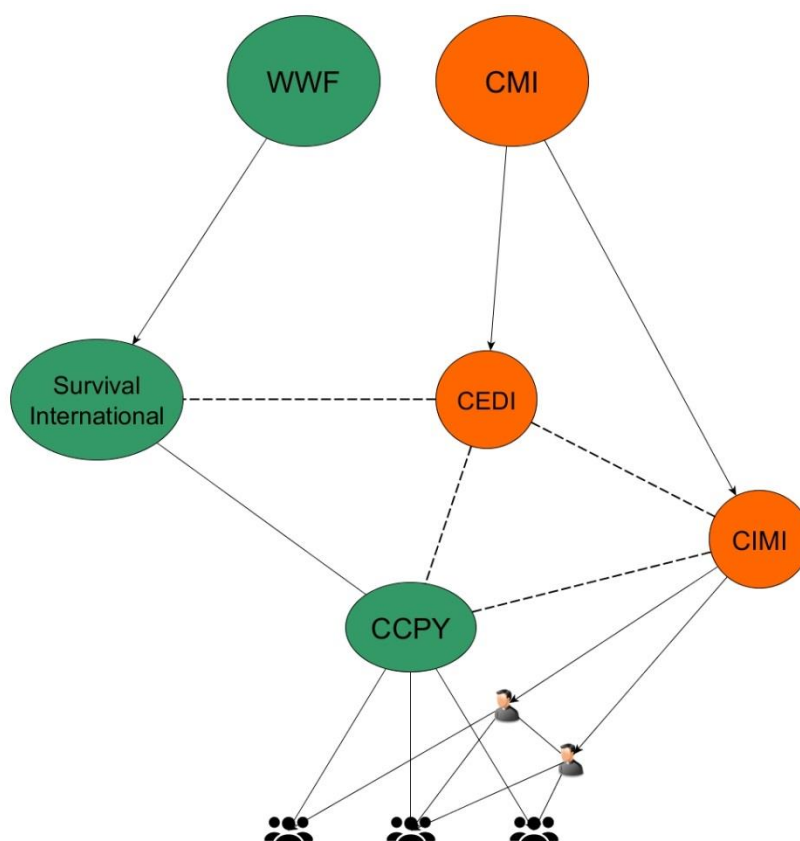 WWF
CMI
Survival
International
CEDI
CIMI
CCPY